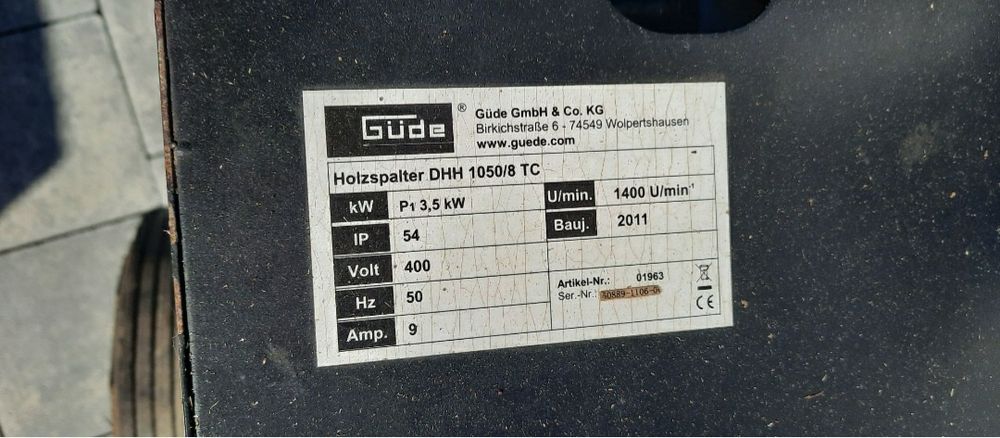 Güde®
Güde GmbH & Co. KG
Birkichstraße 6 - 74549 Wolpertshausen
www.guede.com
Holzspalter DHH 1050/8 TC
kW P1 3,5 kW
IP 54
Volt 400
Hz 50
Amp. 9
U/min. 1400 U/min⁻¹
Bauj. 2011
Artikel-Nr.: 01963
Ser.-Nr.:
CE